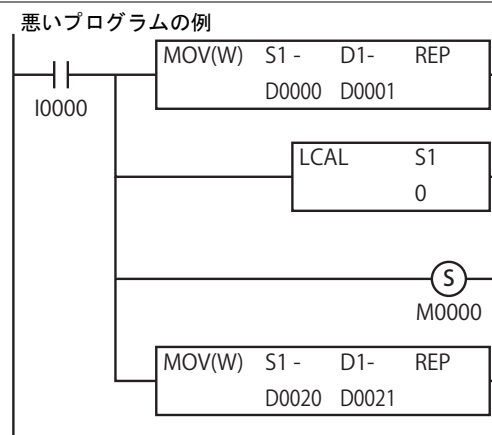 悪いプログラムの例
MOV(W) S1 - D1- REP
D0000 D0001
I0000
LCAL S1
0
S
M0000
MOV(W) S1 - D1- REP
D0020 D0021